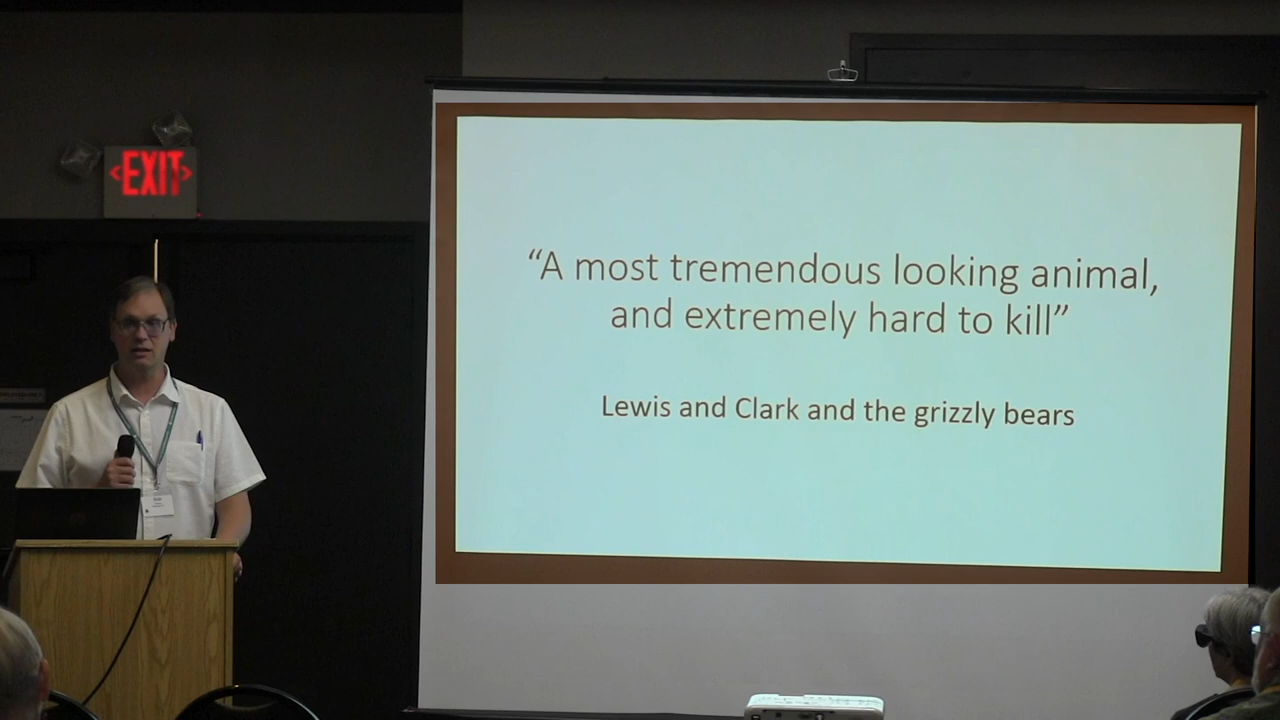 EXIT
“A most tremendous looking animal,
and extremely hard to kill”
Lewis and Clark and the grizzly bears